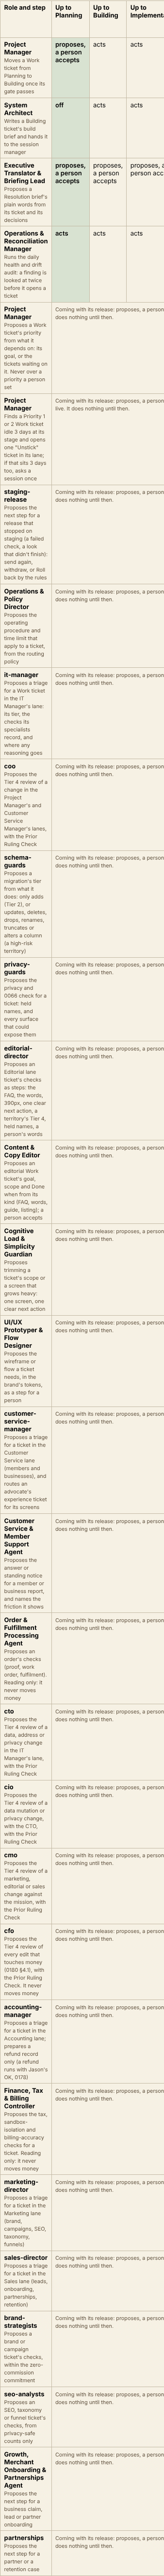 Role and step
Up to
Planning
Up to
Building
Up to
Project
Manager
Moves a Work
ticket from
Planning to
Building once its
gate passes
proposes,
a person
accepts
acts
acts
System
Architect
Writes a Building
ticket's build
brief and hands it
to the session
manager
off
acts
acts
Executive
Translator &
Briefing Lead
Proposes a
Resolution brief's
plain words from
its ticket and its
decisions
proposes,
a person
accepts
proposes,
a person
accepts
proposes, a
Operations &
Reconciliation
Manager
Runs the daily
health and drift
audit: a finding is
looked at twice
before it opens a
ticket
acts
acts
acts
Project
Manager
Proposes a Work
ticket's priority
from what it
depends on: its
goal, or the
tickets waiting on
it. Never over a
priority a person
set
Coming with its release: proposes, a person
does nothing until then.
Project
Manager
Finds a Priority 1
or 2 Work ticket
idle 3 days at its
stage and opens
one "Unstick"
ticket in its lane;
if that sits 3 days
too, asks a
session once
Coming with its release: proposes, a person
live. It does nothing until then.
staging-
release
Proposes the
next step for a
release that
stopped on
staging (a failed
check, a look
that didn't finish):
send again,
withdraw, or Roll
back by the rules
Coming with its release: proposes, a person
does nothing until then.
Operations &
Policy
Director
Proposes the
operating
procedure and
time limit that
apply to a ticket,
from the routing
policy
Coming with its release: proposes, a person
does nothing until then.
it-manager
Proposes a triage
for a Work ticket
in the IT
Manager's lane:
its tier, the
checks its
specialists
record, and
where any
reasoning goes
Coming with its release: proposes, a person
does nothing until then.
coo
Proposes the
Tier 4 review of a
change in the
Project
Manager's and
Customer
Service
Manager's lanes,
with the Prior
Ruling Check
Coming with its release: proposes, a person
does nothing until then.
schema-
guards
Proposes a
migration's tier
from what it
does: only adds
(Tier 2), or
updates, deletes,
drops, renames,
truncates or
alters a column
(a high-risk
territory)
Coming with its release: proposes, a person
does nothing until then.
privacy-
guards
Proposes the
privacy and
0066 check for a
ticket: held
names, and
every surface
that could
expose them
Coming with its release: proposes, a person
does nothing until then.
editorial-
director
Proposes an
Editorial lane
ticket's checks
as steps: the
FAQ, the words,
390px, one clear
next action, a
territory's Tier 4,
held names, a
person's words
Coming with its release: proposes, a person
does nothing until then.
Content &
Copy Editor
Proposes an
editorial Work
ticket's goal,
scope and Done
when from its
kind (FAQ, words,
guide, listing); a
person accepts
Coming with its release: proposes, a person
does nothing until then.
Cognitive
Load &
Simplicity
Guardian
Proposes
trimming a
ticket's scope or
a screen that
grows heavy:
one screen, one
clear next action
Coming with its release: proposes, a person
does nothing until then.
UI/UX
Prototyper &
Flow
Designer
Proposes the
wireframe or
flow a ticket
needs, in the
brand's tokens,
as a step for a
person
Coming with its release: proposes, a person
does nothing until then.
customer-
service-
manager
Proposes a triage
for a ticket in the
Customer
Service lane
(members and
businesses), and
routes an
advocate's
experience ticket
for its screens
Coming with its release: proposes, a person
does nothing until then.
Customer
Service &
Member
Support
Agent
Proposes the
answer or
standing notice
for a member or
business report,
and names the
friction it shows
Coming with its release: proposes, a person
does nothing until then.
Order &
Fulfillment
Processing
Agent
Proposes an
order's checks
(proof, work
order, fulfilment).
Reading only: it
never moves
money
Coming with its release: proposes, a person
does nothing until then.
cto
Proposes the
Tier 4 review of a
data, address or
privacy change
in the IT
Manager's lane,
with the Prior
Ruling Check
Coming with its release: proposes, a person
does nothing until then.
cio
Proposes the
Tier 4 review of a
data mutation or
privacy change,
with the CTO,
with the Prior
Ruling Check
Coming with its release: proposes, a person
does nothing until then.
cmo
Proposes the
Tier 4 review of a
marketing,
editorial or sales
change against
the mission, with
the Prior Ruling
Check
Coming with its release: proposes, a person
does nothing until then.
cfo
Proposes the
Tier 4 review of
every edit that
touches money
(0180 §4.1), with
the Prior Ruling
Check. It never
moves money
Coming with its release: proposes, a person
does nothing until then.
accounting-
manager
Proposes a triage
for a ticket in the
Accounting lane;
prepares a
refund record
only (a refund
runs with Jason's
OK, 0178)
Coming with its release: proposes, a person
does nothing until then.
Finance, Tax
& Billing
Controller
Proposes the tax,
sandbox-
isolation and
billing-accuracy
checks for a
ticket. Reading
only: it never
moves money
Coming with its release: proposes, a person
does nothing until then.
marketing-
director
Proposes a triage
for a ticket in the
Marketing lane
(brand,
campaigns, SEO,
taxonomy,
funnels)
Coming with its release: proposes, a person
does nothing until then.
sales-director
Proposes a triage
for a ticket in the
Sales lane (leads,
onboarding,
partnerships,
retention)
Coming with its release: proposes, a person
does nothing until then.
brand-
strategists
Proposes a
brand or
campaign
ticket's checks,
within the zero-
commission
commitment
Coming with its release: proposes, a person
does nothing until then.
seo-analysts
Proposes an
SEO, taxonomy
or funnel ticket's
checks, from
privacy-safe
counts only
Coming with its release: proposes, a person
does nothing until then.
Growth,
Merchant
Onboarding &
Partnerships
Agent
Proposes the
next step for a
business claim,
lead or partner
onboarding
Coming with its release: proposes, a person
does nothing until then.
partnerships
Proposes the
next step for a
partner or a
retention case
Coming with its release: proposes, a person
does nothing until then.